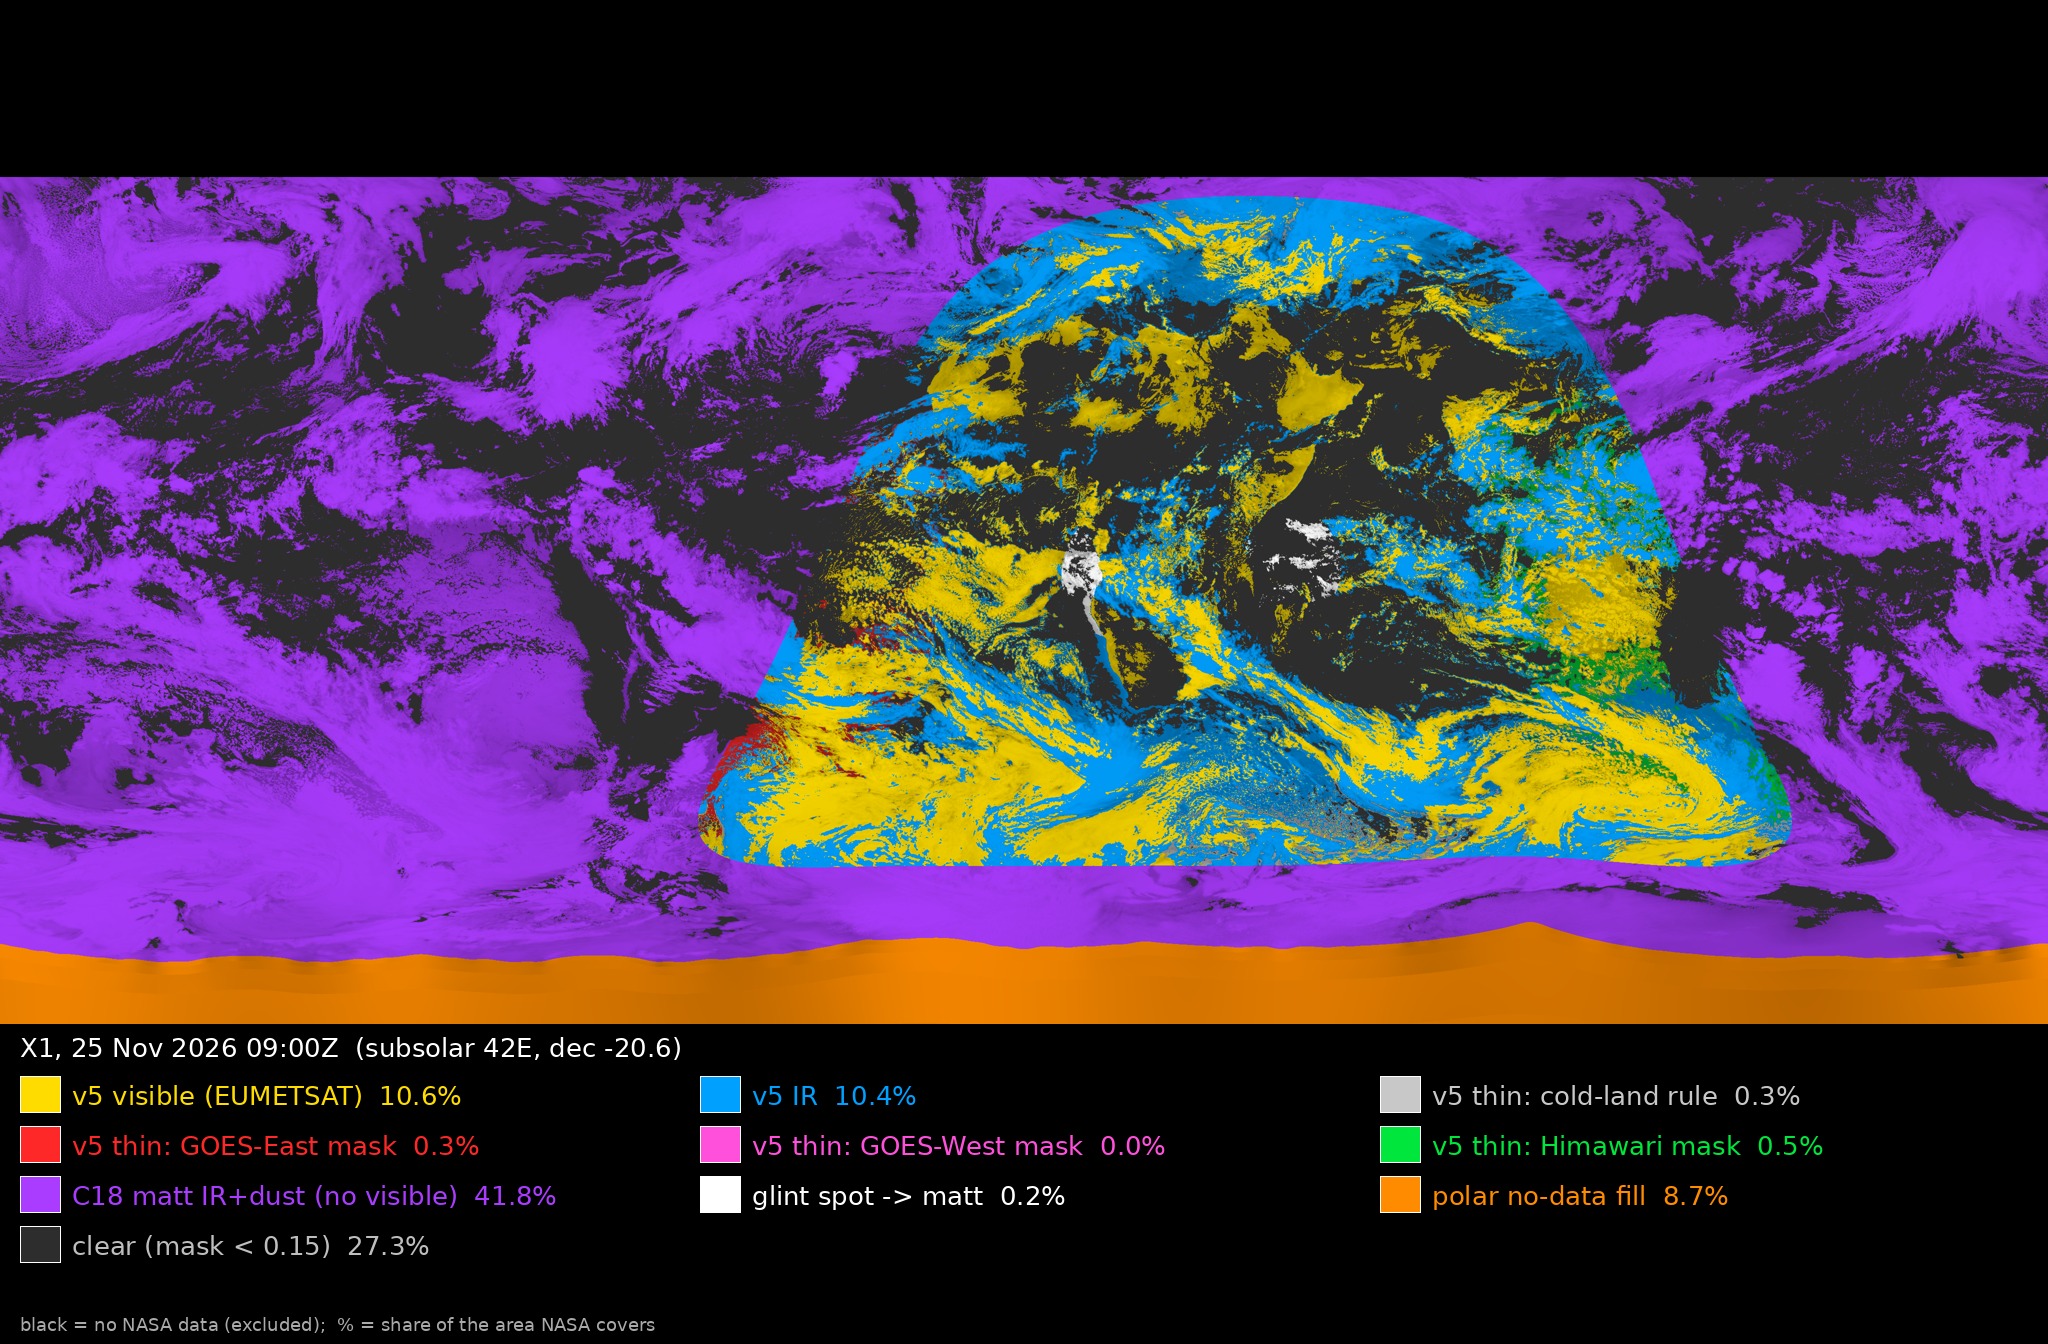 X1, 25 Nov 2026 09:00Z  (subsolar 42E, dec -20.6)
v5 visible (EUMETSAT)  10.6%
v5 IR  10.4%
v5 thin: cold-land rule  0.3%
v5 thin: GOES-East mask  0.3%
v5 thin: GOES-West mask  0.0%
v5 thin: Himawari mask  0.5%
C18 matt IR+dust (no visible)  41.8%
glint spot -> matt  0.2%
polar no-data fill  8.7%
clear (mask < 0.15)  27.3%
black = no NASA data (excluded);  % = share of the area NASA covers